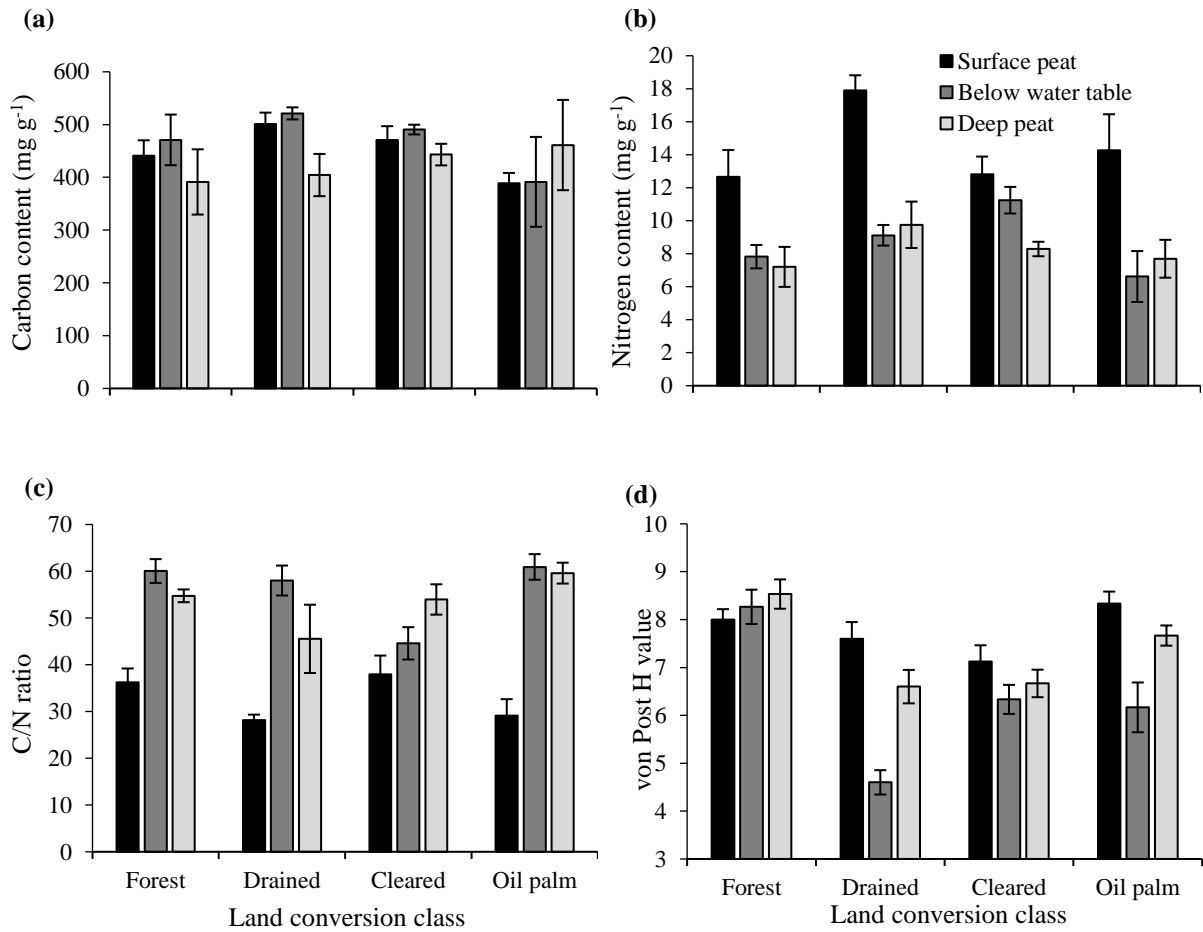 (a)
Carbon content (mg g⁻¹)
600
500
400
300
200
100
0
(b)
Nitrogen content (mg g⁻¹)
20
18
16
14
12
10
8
6
4
2
0
Surface peat
Below water table
Deep peat
(c)
C/N ratio
70
60
50
40
30
20
10
0
Forest Drained Cleared Oil palm
Land conversion class
(d)
von Post H value
10
9
8
7
6
5
4
3
Forest Drained Cleared Oil palm
Land conversion class